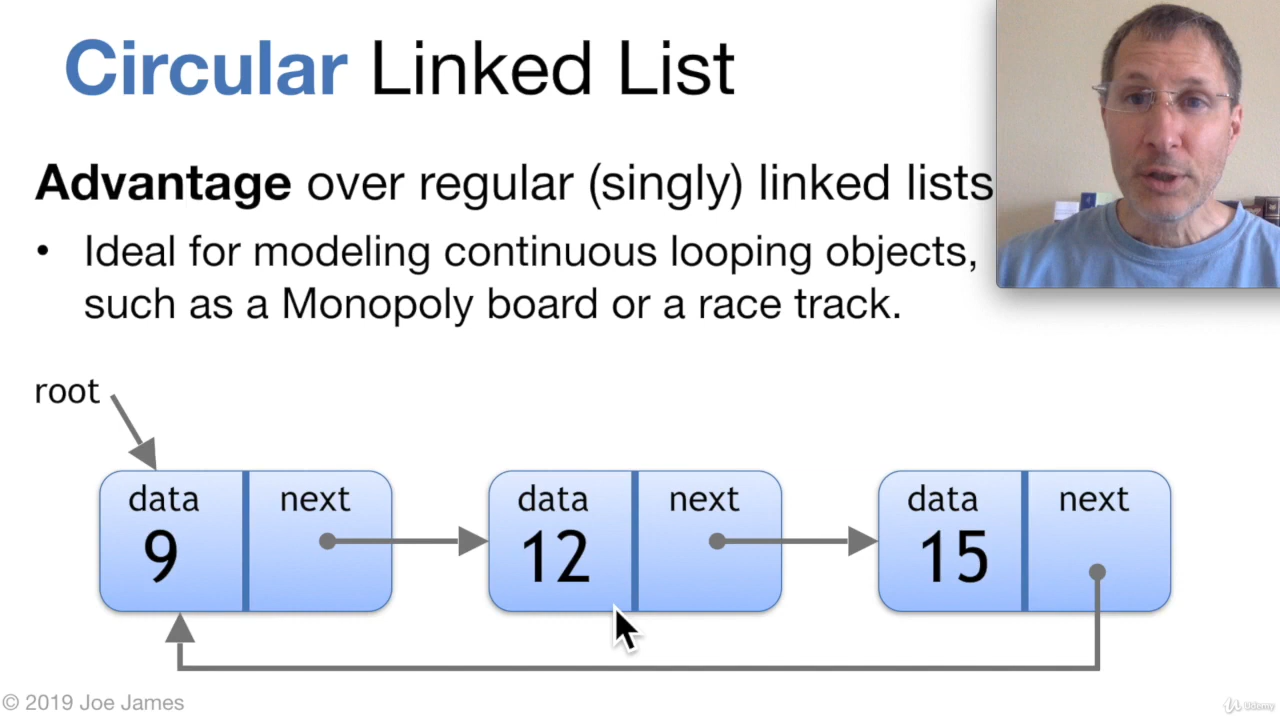 Circular Linked List
Advantage over regular (singly) linked lists
• Ideal for modeling continuous looping objects,
such as a Monopoly board or a race track.
root
data next data next data next
9 12 15
© 2019 Joe James
Udemy